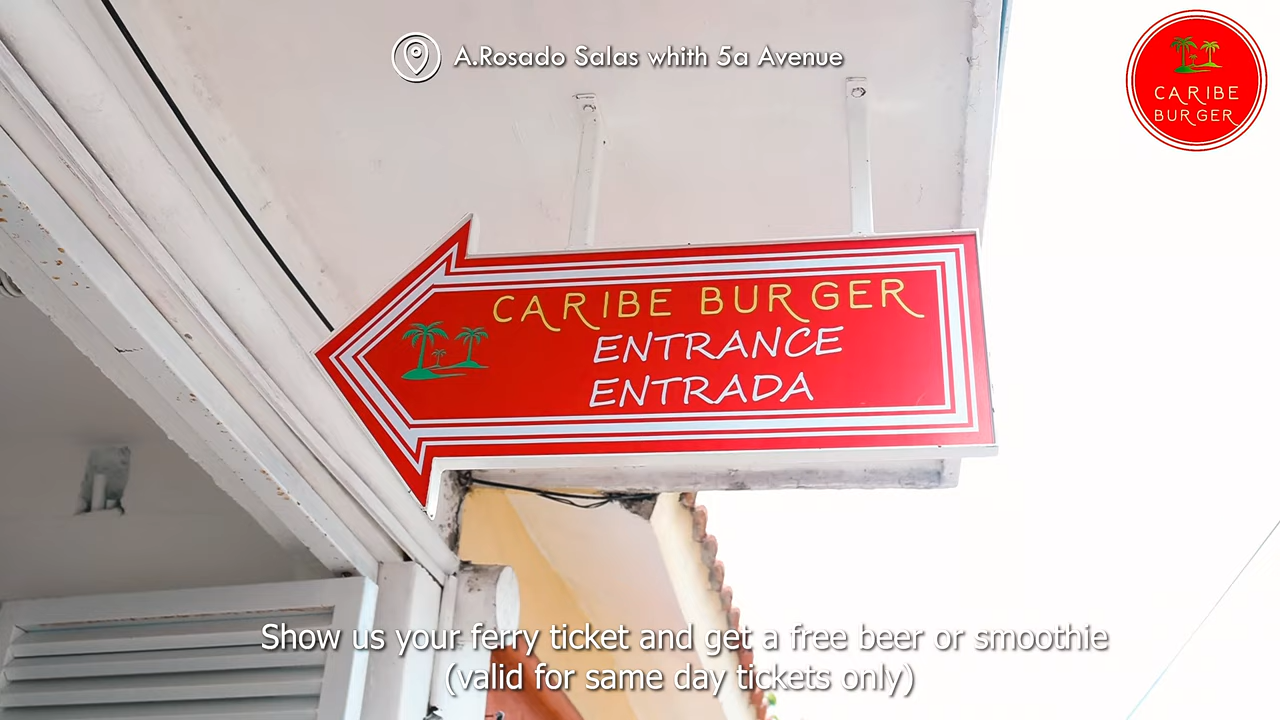 A.Rosado Salas whith 5a Avenue
CARIBE
BURGER
CARIBE BURGER
ENTRANCE
ENTRADA
Show us your ferry ticket and get a free beer or smoothie
(valid for same day tickets only)